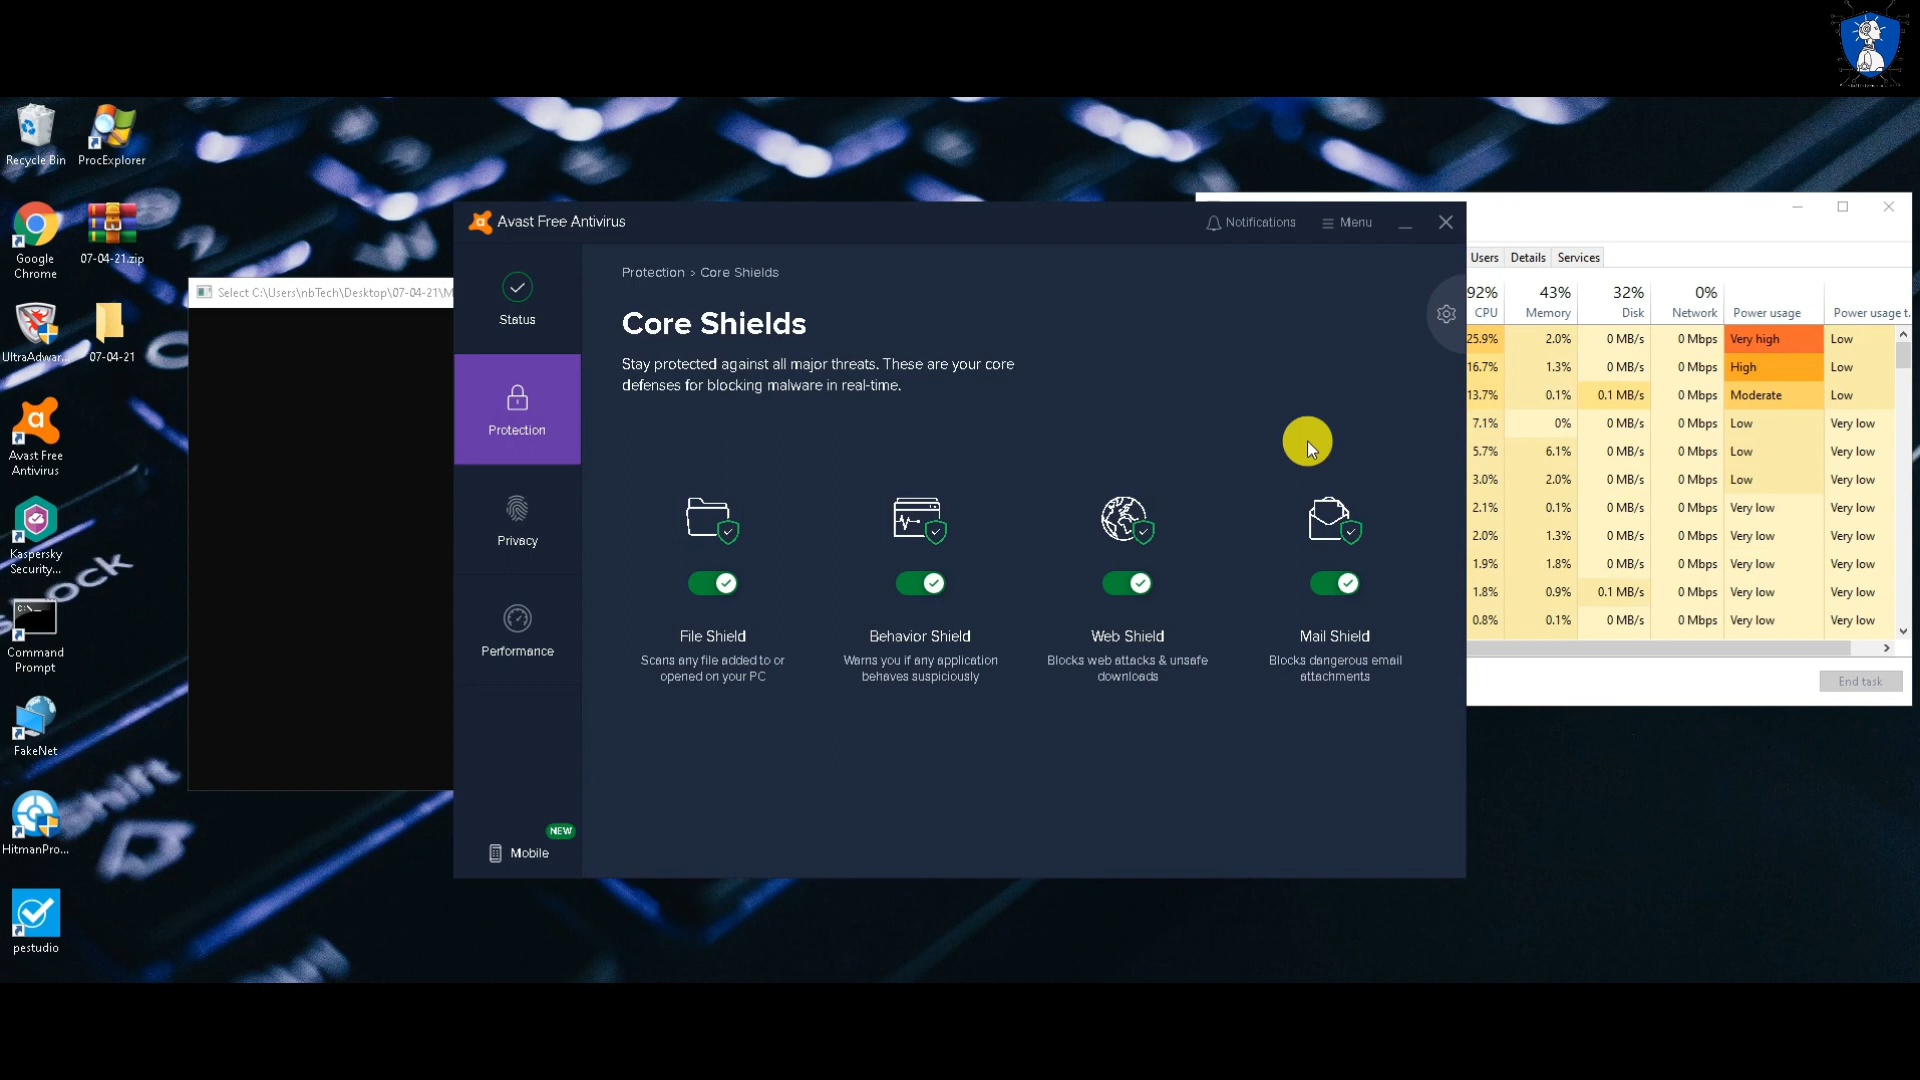 Recycle Bin
ProcExplorer
Google
Chrome
07-04-21.zip
UltraAdwar...
07-04-21
Avast Free
Antivirus
Kaspersky
Security...
Command
Prompt
FakeNet
HitmanPro...
pestudio
Select C:\Users\nbTech\Desktop\07-04-21\M
Avast Free Antivirus
Notifications
Menu
Status
Protection
Privacy
Performance
NEW
Mobile
Protection > Core Shields
Core Shields
Stay protected against all major threats. These are your core
defenses for blocking malware in real-time.
File Shield
Scans any file added to or
opened on your PC
Behavior Shield
Warns you if any application
behaves suspiciously
Web Shield
Blocks web attacks & unsafe
downloads
Mail Shield
Blocks dangerous email
attachments
Users Details Services
92% 43% 32% 0%
CPU Memory Disk Network Power usage Power usage t.
25.9% 2.0% 0 MB/s 0 Mbps Very high Low
16.7% 1.3% 0 MB/s 0 Mbps High Low
13.7% 0.1% 0.1 MB/s 0 Mbps Moderate Low
7.1% 0% 0 MB/s 0 Mbps Low Very low
5.7% 6.1% 0 MB/s 0 Mbps Low Very low
3.0% 2.0% 0 MB/s 0 Mbps Low Very low
2.1% 0.1% 0 MB/s 0 Mbps Very low Very low
2.0% 1.3% 0 MB/s 0 Mbps Very low Very low
1.9% 1.8% 0 MB/s 0 Mbps Very low Very low
1.8% 0.9% 0.1 MB/s 0 Mbps Very low Very low
0.8% 0.1% 0 MB/s 0 Mbps Very low Very low
End task
ock
shift